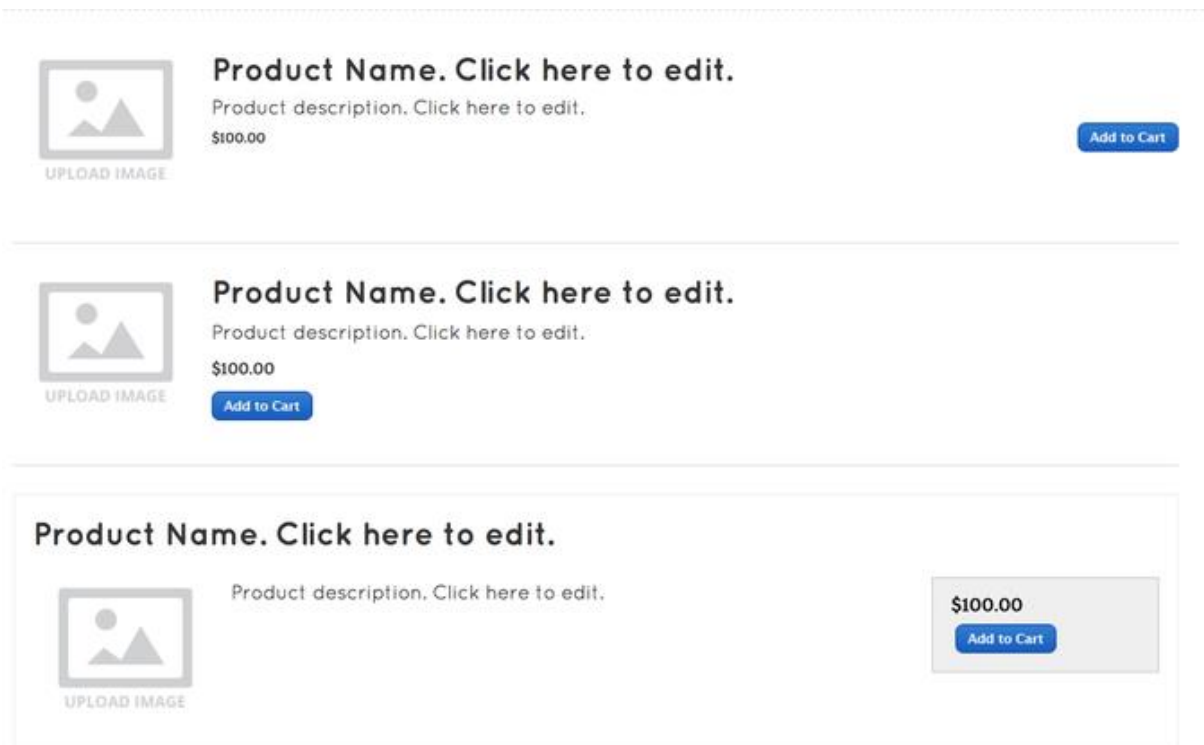 Product Name. Click here to edit.
Product description. Click here to edit.
$100.00
Add to Cart
UPLOAD IMAGE
Product Name. Click here to edit.
Product description. Click here to edit.
$100.00
UPLOAD IMAGE
Add to Cart
Product Name. Click here to edit.
Product description. Click here to edit.
$100.00
Add to Cart
UPLOAD IMAGE